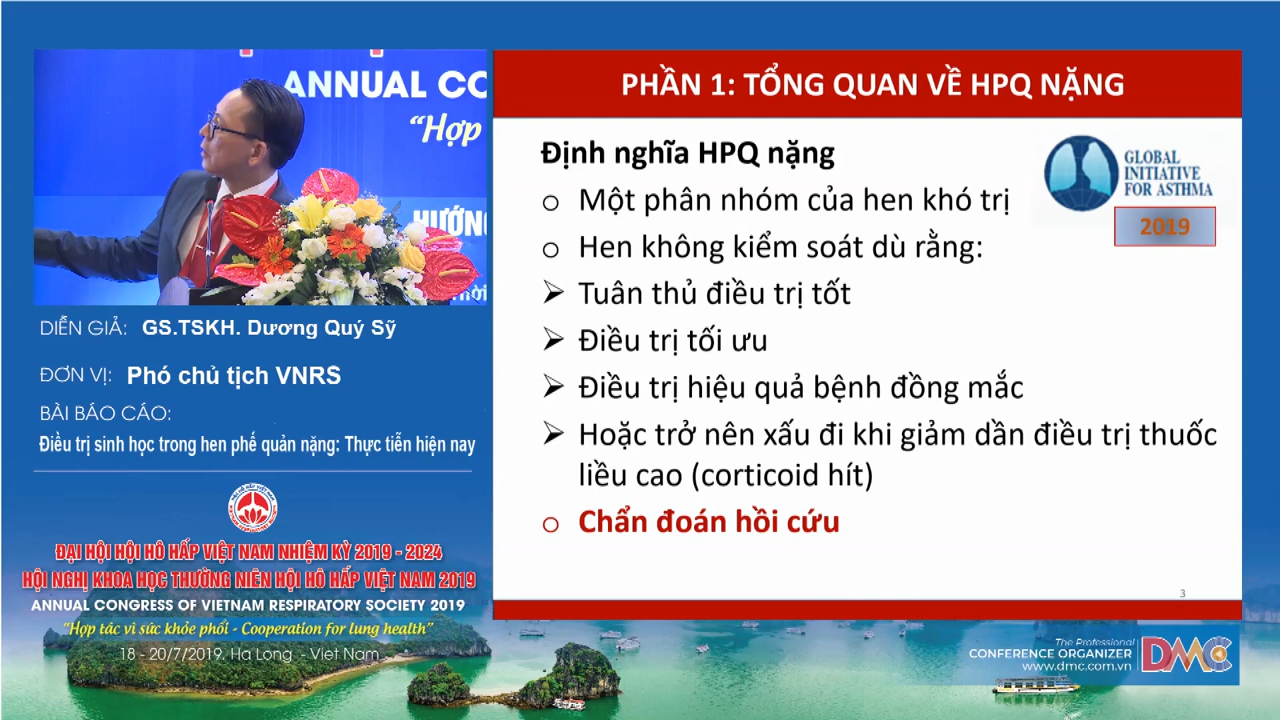 ANNUAL CO
“Hợp
HƯỚNG
DIỄN GIẢ: GS.TSKH. Dương Quý Sỹ
ĐƠN VỊ: Phó chủ tịch VNRS
BÀI BÁO CÁO:
Điều trị sinh học trong hen phế quản nặng: Thực tiễn hiện nay
ĐẠI HỘI HỘI HÔ HẤP VIỆT NAM NHIỆM KỲ 2019 - 2024
HỘI NGHỊ KHOA HỌC THƯỜNG NIÊN HỘI HÔ HẤP VIỆT NAM 2019
ANNUAL CONGRESS OF VIETNAM RESPIRATORY SOCIETY 2019
“Hợp tác vì sức khỏe phổi - Cooperation for lung health”
18 - 20/7/2019. Ha Long - Viet Nam
PHẦN 1: TỔNG QUAN VỀ HPQ NẶNG
Định nghĩa HPQ nặng
GLOBAL
INITIATIVE
FOR ASTHMA
2019
o Một phân nhóm của hen khó trị
o Hen không kiểm soát dù rằng:
➢ Tuân thủ điều trị tốt
➢ Điều trị tối ưu
➢ Điều trị hiệu quả bệnh đồng mắc
➢ Hoặc trở nên xấu đi khi giảm dần điều trị thuốc
liều cao (corticoid hít)
o Chẩn đoán hồi cứu
3
The Professional
CONFERENCE ORGANIZER
www.dmc.com.vn
DMC